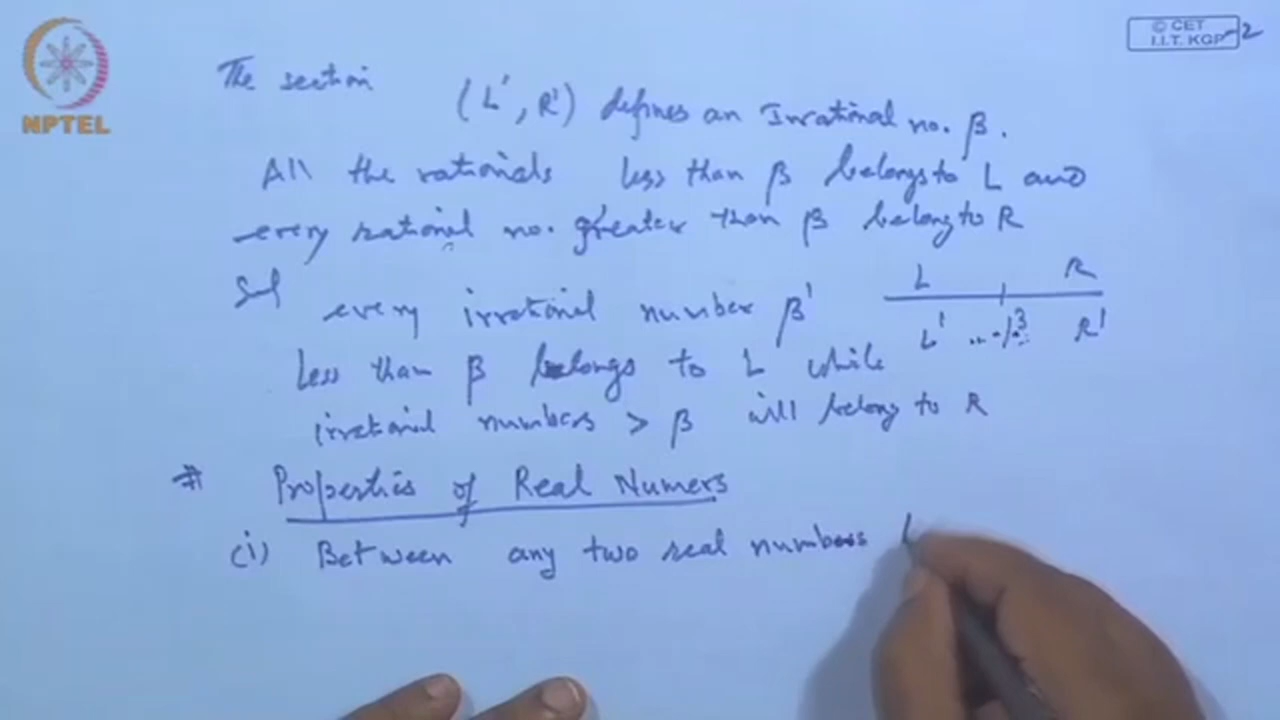 NPTEL
© CET
I.I.T. KGP
-2
The section
(L', R') defines an Irrational no. β.
All the rationals less than β belongs to L and
every rational no. greater than β belong to R
L R
every irrational number β'
L' β R'
Less than β belongs to L while
irrational numbers > β will belong to R
# Properties of Real Numers
(i) Between any two real numbers